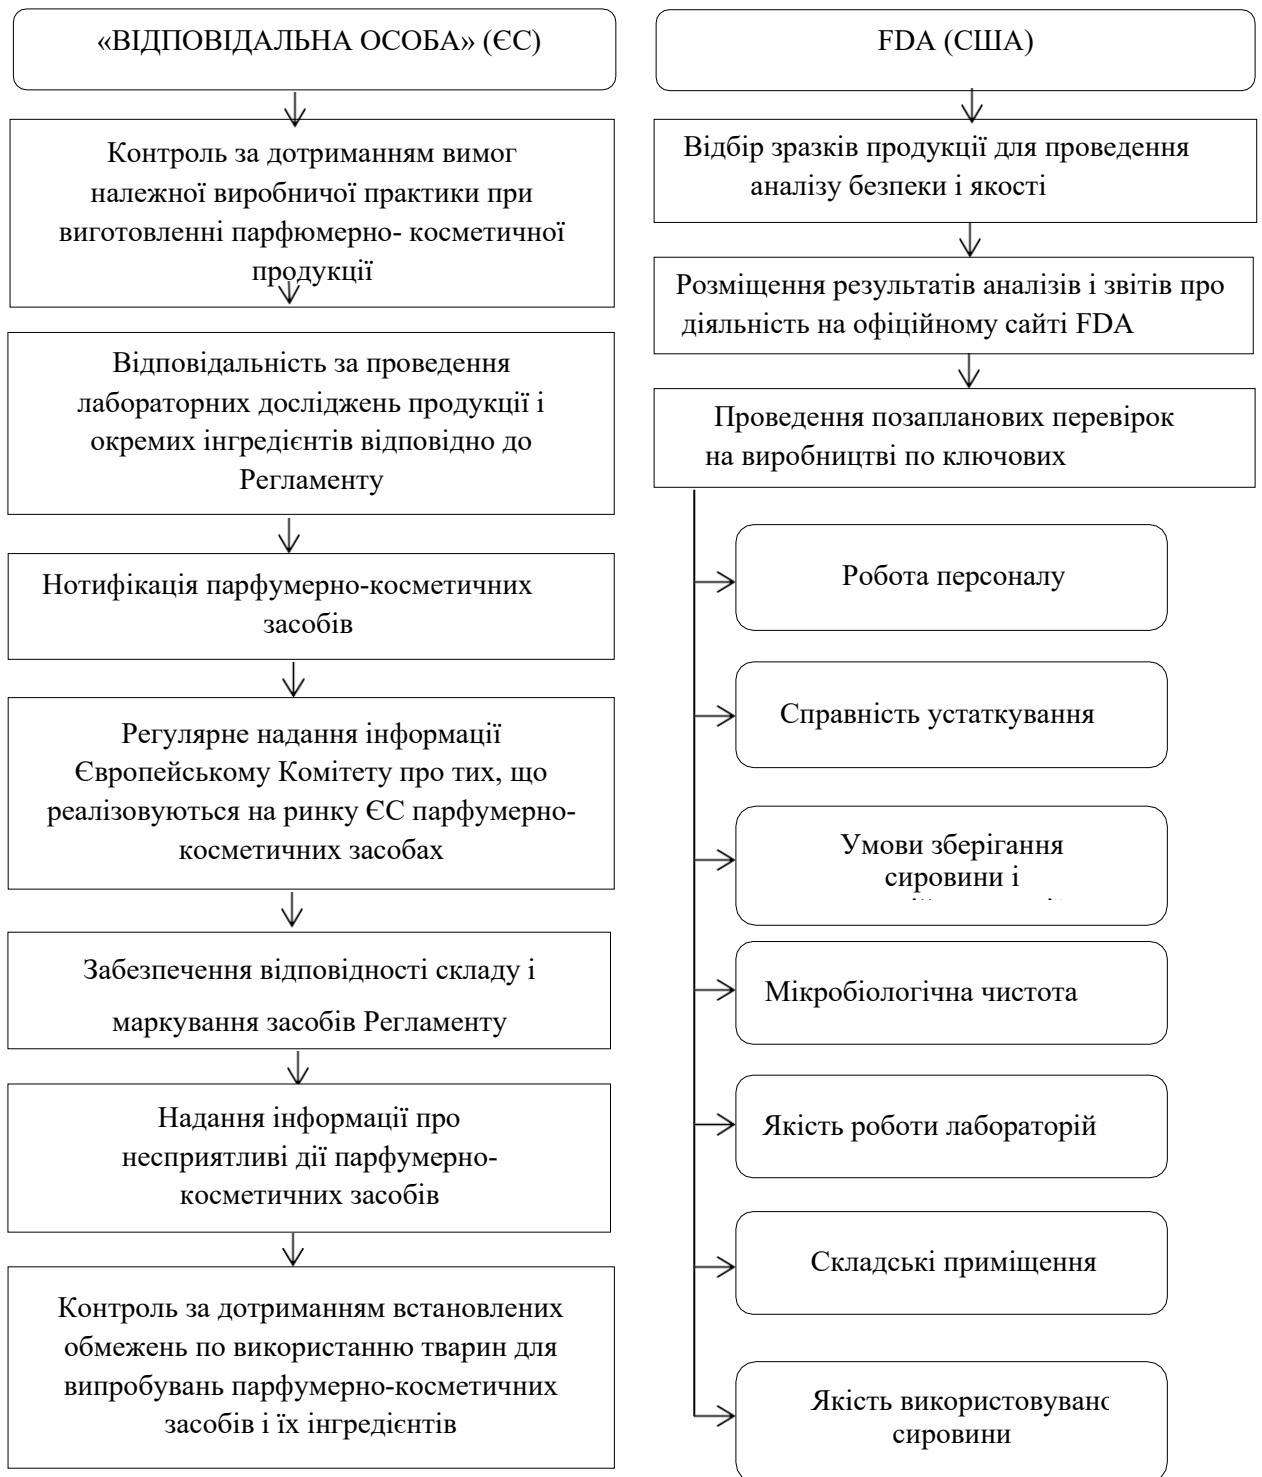 «ВІДПОВІДАЛЬНА ОСОБА» (ЄС)
Контроль за дотриманням вимог
належної виробничої практики при
виготовленні парфюмерно- косметичної
продукції
Відповідальність за проведення
лабораторних досліджень продукції і
окремих інгредієнтів відповідно до
Регламенту
Нотифікація парфумерно-косметичних
засобів
Регулярне надання інформації
Європейському Комітету про тих, що
реалізовуються на ринку ЄС парфумерно-
косметичних засобах
Забезпечення відповідності складу і
маркування засобів Регламенту
Надання інформації про
несприятливі дії парфумерно-
косметичних засобів
Контроль за дотриманням встановлених
обмежень по використанню тварин для
випробувань парфумерно-косметичних
засобів і їх інгредієнтів
FDA (США)
Відбір зразків продукції для проведення
аналізу безпеки і якості
Розміщення результатів аналізів і звітів про
діяльність на офіційному сайті FDA
Проведення позапланових перевірок
на виробництві по ключових
Робота персоналу
Справність устаткування
Умови зберігання
сировини і
Мікробіологічна чистота
Якість роботи лабораторій
Складські приміщення
Якість використовувано
сировини